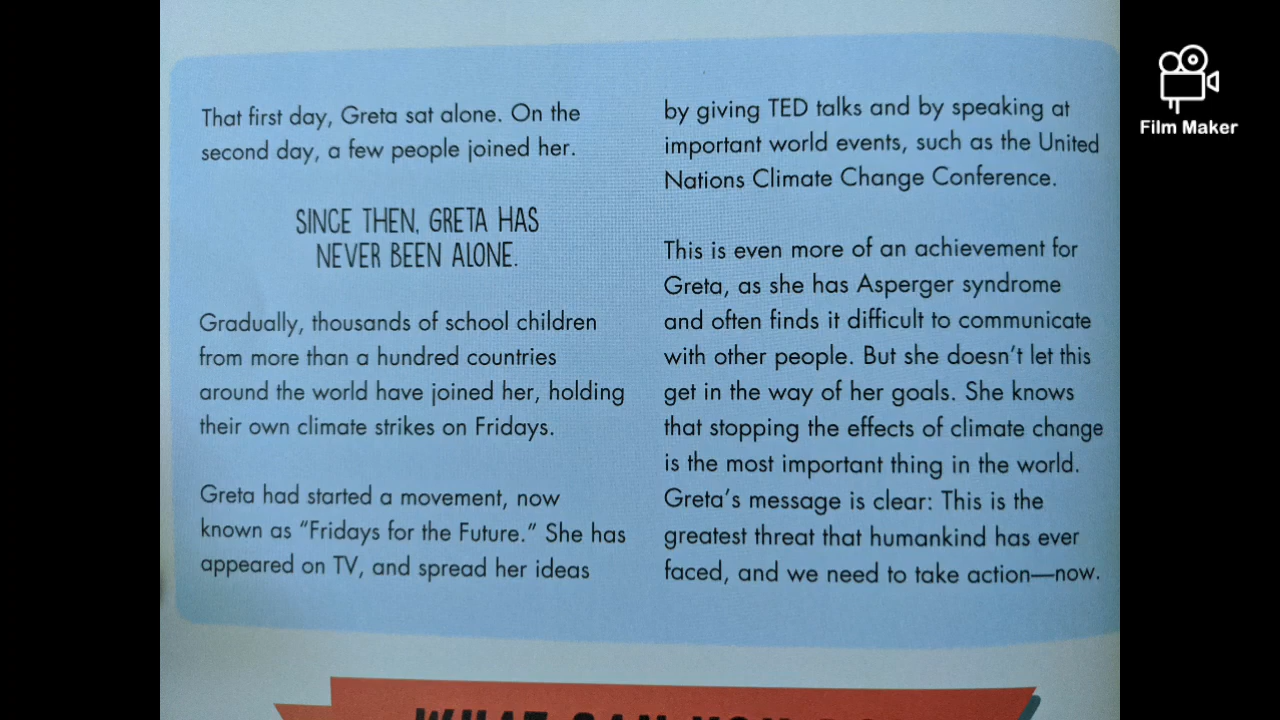 That first day, Greta sat alone. On the
second day, a few people joined her.
SINCE THEN, GRETA HAS
NEVER BEEN ALONE.
Gradually, thousands of school children
from more than a hundred countries
around the world have joined her, holding
their own climate strikes on Fridays.
Greta had started a movement, now
known as “Fridays for the Future.” She has
appeared on TV, and spread her ideas
by giving TED talks and by speaking at
important world events, such as the United
Nations Climate Change Conference.
This is even more of an achievement for
Greta, as she has Asperger syndrome
and often finds it difficult to communicate
with other people. But she doesn’t let this
get in the way of her goals. She knows
that stopping the effects of climate change
is the most important thing in the world.
Greta’s message is clear: This is the
greatest threat that humankind has ever
faced, and we need to take action—now.
WHAT CAN YOU
Film Maker